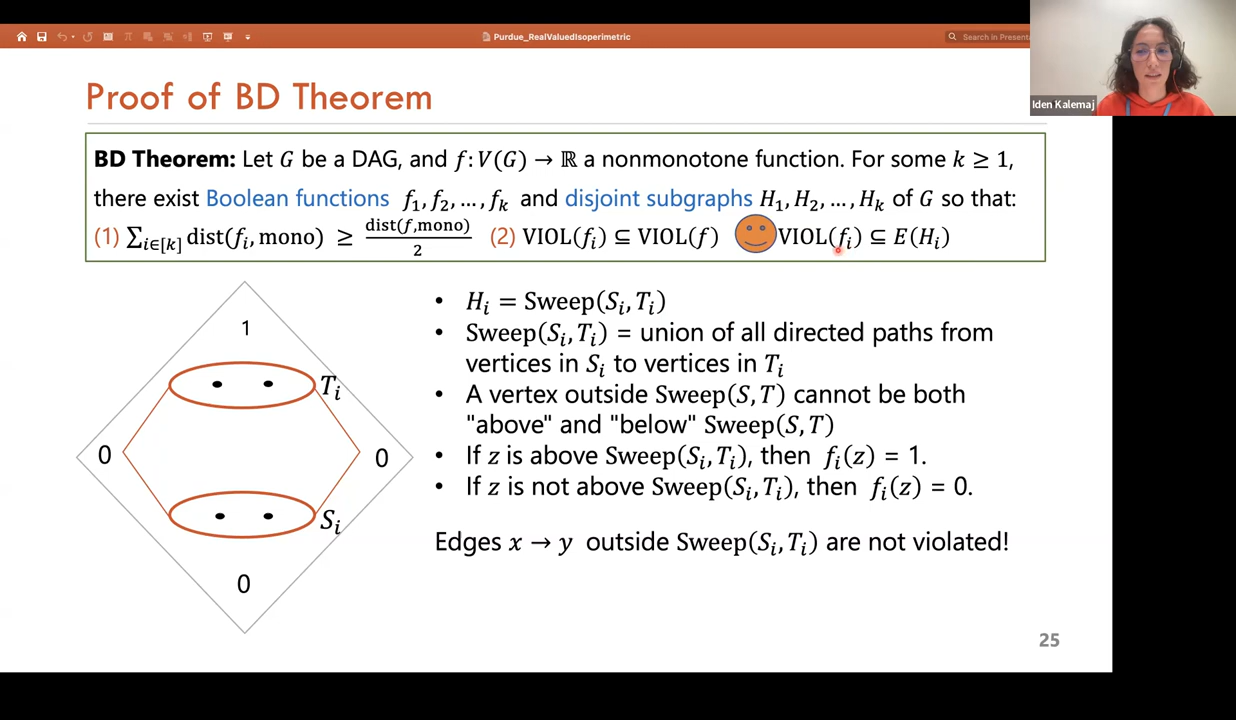 Purdue_RealValuedIsoperimetric
Search in Presenta
Iden Kalemaj
Proof of BD Theorem
BD Theorem: Let G be a DAG, and f: V(G) → ℝ a nonmonotone function. For some k ≥ 1,
there exist Boolean functions f₁, f₂, …, fₖ and disjoint subgraphs H₁, H₂, …, Hₖ of G so that:
(1) ∑_{i∈[k]} dist(fᵢ, mono) ≥ dist(f,mono)/2 (2) VIOL(fᵢ) ⊆ VIOL(f) VIOL(fᵢ) ⊆ E(Hᵢ)
1
Tᵢ
0
0
Sᵢ
0
• Hᵢ = Sweep(Sᵢ, Tᵢ)
• Sweep(Sᵢ, Tᵢ) = union of all directed paths from
vertices in Sᵢ to vertices in Tᵢ
• A vertex outside Sweep(S, T) cannot be both
"above" and "below" Sweep(S, T)
• If z is above Sweep(Sᵢ, Tᵢ), then fᵢ(z) = 1.
• If z is not above Sweep(Sᵢ, Tᵢ), then fᵢ(z) = 0.
Edges x → y outside Sweep(Sᵢ, Tᵢ) are not violated!
25